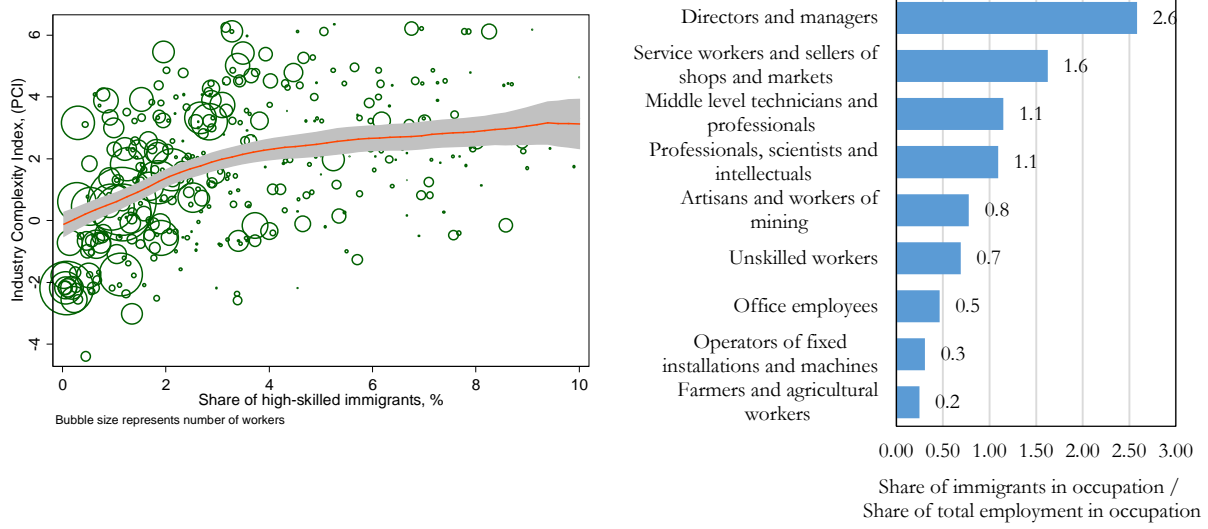 Industry Complexity Index, (PCI)
6
4
2
0
-2
-4
0 2 4 6 8 10
Share of high-skilled immigrants, %
Bubble size represents number of workers
Directors and managers 2.6
Service workers and sellers of
shops and markets 1.6
Middle level technicians and
professionals 1.1
Professionals, scientists and
intellectuals 1.1
Artisans and workers of
mining 0.8
Unskilled workers 0.7
Office employees 0.5
Operators of fixed
installations and machines 0.3
Farmers and agricultural
workers 0.2
0.00 0.50 1.00 1.50 2.00 2.50 3.00
Share of immigrants in occupation /
Share of total employment in occupation